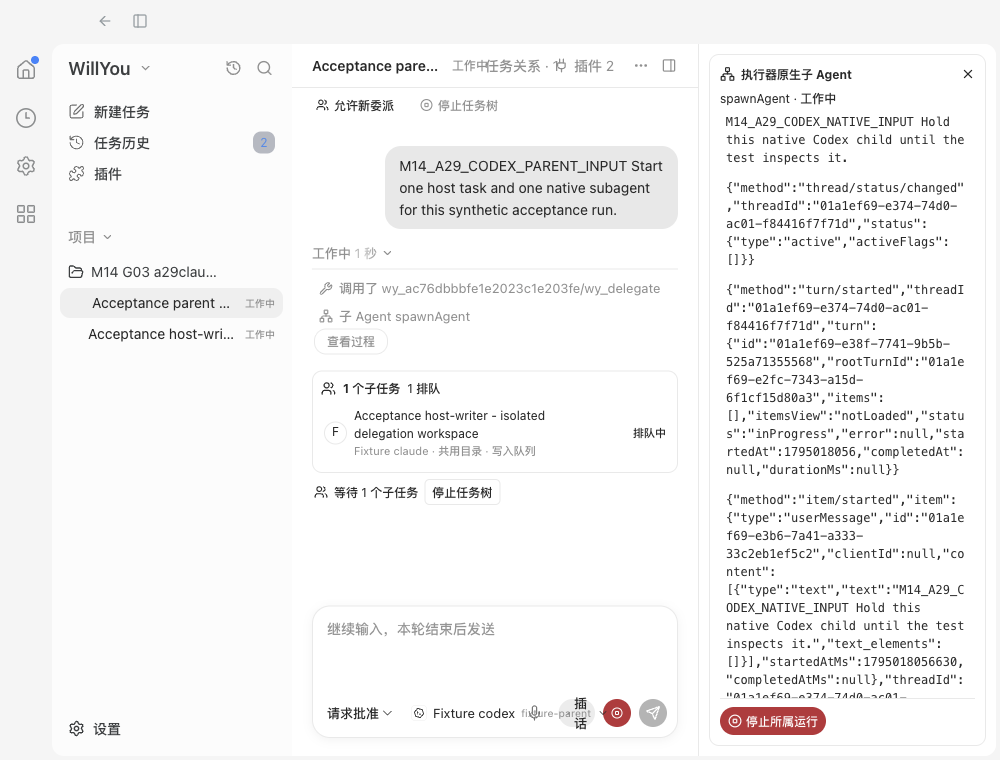 WillYou
新建任务
任务历史
2
插件
项目
M14 G03 a29clau...
Acceptance parent ...
工作中
Acceptance host-wri...
工作中
设置
Acceptance pare...
工作中
任务关系 · 1
插件 2
允许新委派
停止任务树
M14_A29_CODEX_PARENT_INPUT Start
one host task and one native subagent
for this synthetic acceptance run.
工作中 1 秒
调用了 wy_ac76dbbbfe1e2023c1e203fe/wy_delegate
子 Agent spawnAgent
查看过程
1 个子任务 1 排队
F
Acceptance host-writer - isolated
delegation workspace
Fixture claude · 共用目录 · 写入队列
排队中
等待 1 个子任务
停止任务树
继续输入，本轮结束后发送
请求批准
Fixture codex
fixture-parent
插话
执行器原生子 Agent
spawnAgent · 工作中
M14_A29_CODEX_NATIVE_INPUT Hold
this native Codex child until the
test inspects it.
{"method":"thread/status/changed"
,"threadId":"01a1ef69-e374-74d0-
ac01-f84416f7f71d","status":
{"type":"active","activeFlags":
[]}}
{"method":"turn/started","threadI
d":"01a1ef69-e374-74d0-ac01-
f84416f7f71d","turn":
{"id":"01a1ef69-e38f-7741-9b5b-
525a71355568","rootTurnId":"01a1e
f69-e2fc-7343-a15d-
6f1cf15d80a3","items":
[],"itemsView":"notLoaded","statu
s":"inProgress","error":null,"sta
rtedAt":1795018056,"completedAt":
null,"durationMs":null}}
{"method":"item/started","item":
{"type":"userMessage","id":"01a1e
f69-e3b6-7a41-a333-
33c2eb1ef5c2","clientId":null,"co
ntent":
[{"type":"text","text":"M14_A29_C
ODEX_NATIVE_INPUT Hold this
native Codex child until the test
inspects it.","text_elements":
[]}],"startedAtMs":1795018056630,
"completedAtMs":null},"threadId":
"01a1ef69-e374-74d0-ac01-
停止所属运行